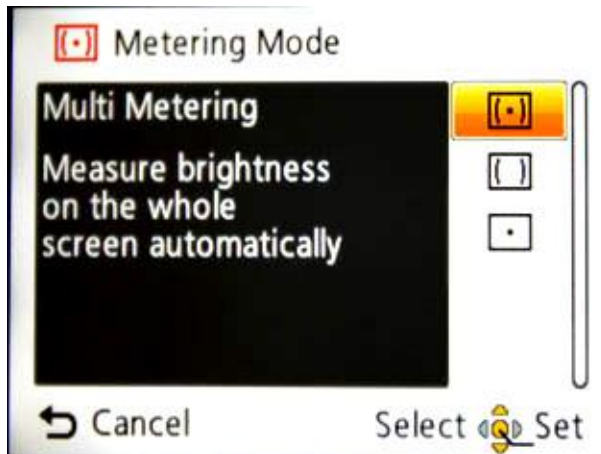 Metering Mode
Multi Metering
Measure brightness
on the whole
screen automatically
Cancel
Select Set